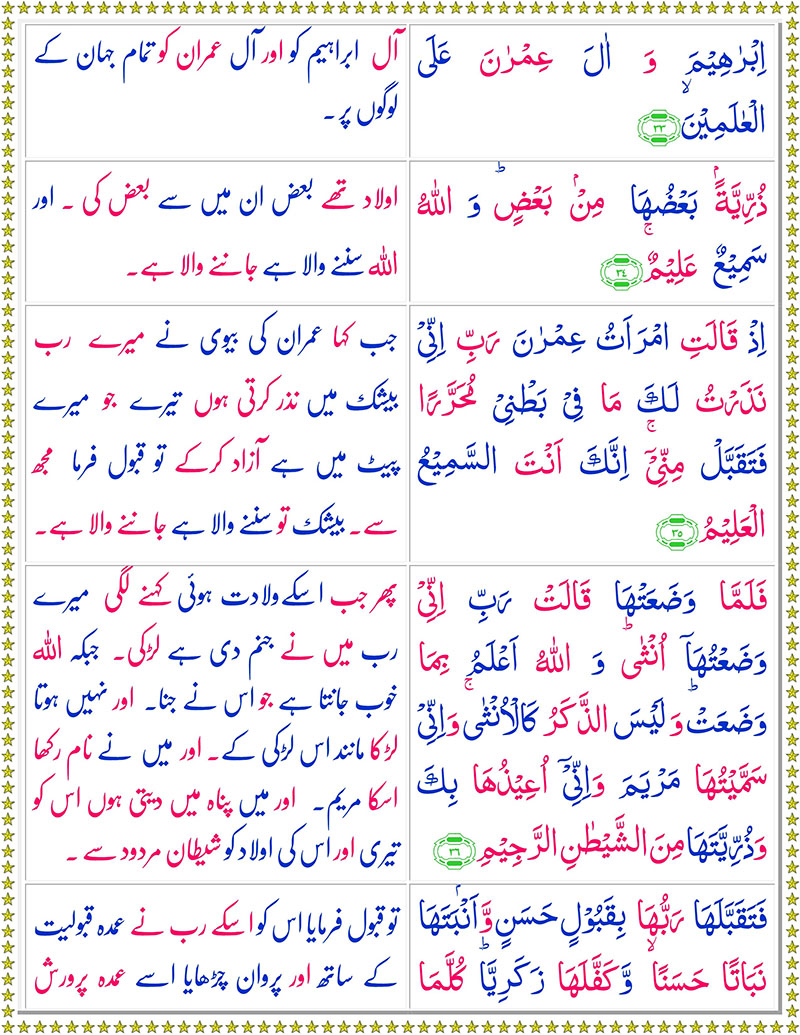 اِبْرٰهِيْمَ وَ اٰلَ عِمْرٰنَ عَلَى
الْعٰلَمِيْنَۙ ٣٣
آل ابراہیم کو اور آل عمران کو تمام جہان کے
لوگوں پر۔
ذُرِّيَّةًۢ بَعْضُهَا مِنْۢ بَعْضٍؕ وَ اللّٰهُ
سَمِيْعٌ عَلِيْمٌۚ ٣٤
اولاد تھے بعض ان میں سے بعض کی ۔ اور
اللہ سننے والا ہے جاننے والا ہے۔
اِذْ قَالَتِ امْرَاَتُ عِمْرٰنَ رَبِّ اِنِّیْ
نَذَرْتُ لَكَ مَا فِیْ بَطْنِیْ مُحَرَّرًا
فَتَقَبَّلْ مِنِّیْۤۚ اِنَّكَ اَنْتَ السَّمِيْعُ
الْعَلِيْمُ ٣٥
جب کہا عمران کی بیوی نے میرے رب
بیشک میں نذر کرتی ہوں تیرے جو میرے
پیٹ میں ہے آزاد کرکے تو قبول فرما مجھ
سے۔ بیشک تو سننے والا ہے جاننے والا ہے۔
فَلَمَّا وَضَعَتْهَا قَالَتْ رَبِّ اِنِّیْ
وَضَعْتُهَاۤ اُنْثٰىؕ وَ اللّٰهُ اَعْلَمُ بِمَا
وَضَعَتْؕ وَ لَيْسَ الذَّكَرُ كَالْاُنْثٰىۚ وَ اِنِّیْ
سَمَّيْتُهَا مَرْيَمَ وَ اِنِّیْۤ اُعِيْذُهَا بِكَ
وَ ذُرِّيَّتَهَا مِنَ الشَّيْطٰنِ الرَّجِيْمِ ٣٦
پھر جب اسکے ولادت ہوئی کہنے لگی میرے
رب میں نے جنم دی ہے لڑکی۔ جبکہ اللہ
خوب جانتا ہے جو اس نے جنا۔ اور نہیں ہوتا
لڑکا مانند اس لڑکی کے۔ اور میں نے نام رکھا
اسکا مریم۔ اور میں پناہ میں دیتی ہوں اس کو
تیری اور اس کی اولاد کو شیطان مردود سے ۔
فَتَقَبَّلَهَا رَبُّهَا بِقَبُوْلٍ حَسَنٍ وَّ اَنْۢبَتَهَا
نَبَاتًا حَسَنًاۙ وَّ كَفَّلَهَا زَكَرِيَّاؕ كُلَّمَا
تو قبول فرمایا اس کو اسکے رب نے عمدہ قبولیت
کے ساتھ اور پروان چڑھایا اسے عمدہ پرورش